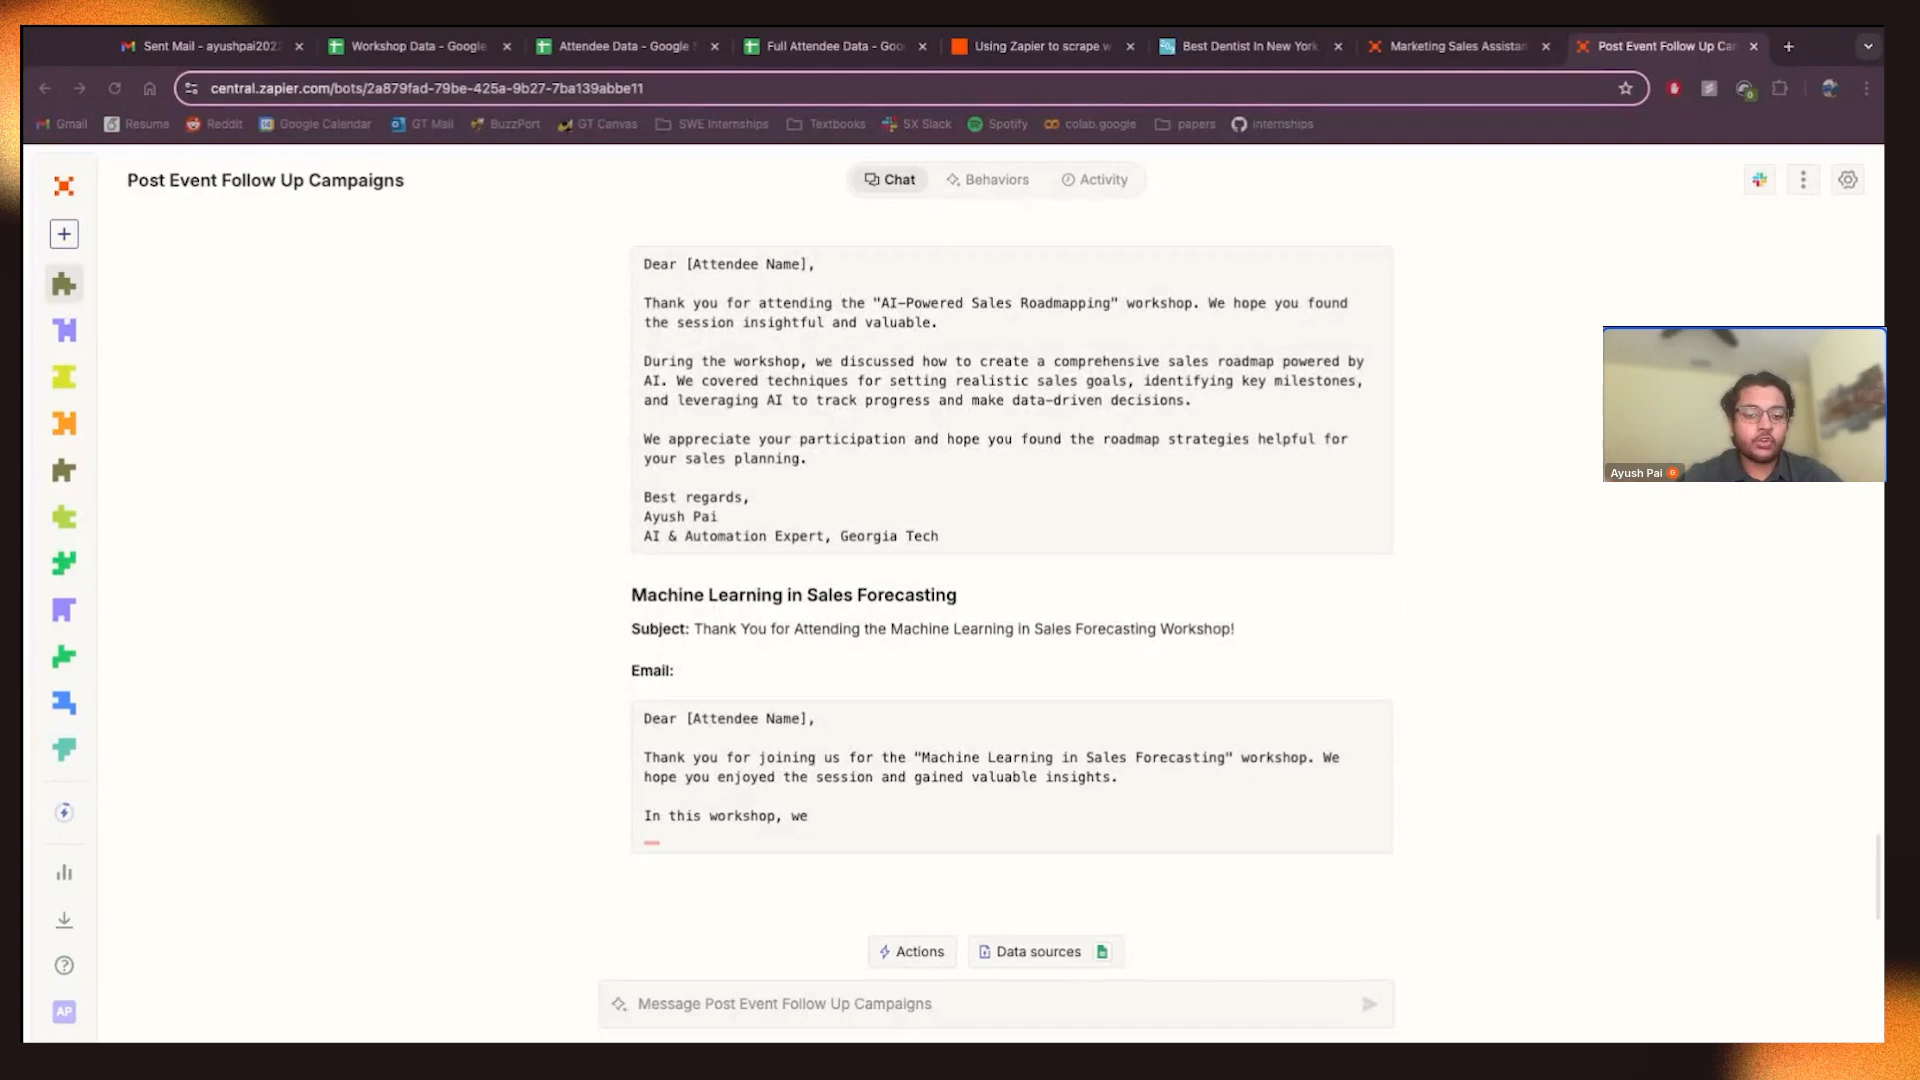 Sent Mail - ayushpai202
Workshop Data - Google
Attendee Data - Google
Full Attendee Data - Goo
Using Zapier to scrape w
Best Dentist In New York
Marketing Sales Assistan
Post Event Follow Up Ca
central.zapier.com/bots/2a879fad-79be-425a-9b27-7ba139abbe11
Gmail
Resume
Reddit
Google Calendar
GT Mail
BuzzPort
GT Canvas
SWE Internships
Textbooks
SX Slack
Spotify
colab.google
papers
internships
Post Event Follow Up Campaigns
Chat
Behaviors
Activity
Dear [Attendee Name],
Thank you for attending the "AI-Powered Sales Roadmapping" workshop. We hope you found
the session insightful and valuable.
During the workshop, we discussed how to create a comprehensive sales roadmap powered by
AI. We covered techniques for setting realistic sales goals, identifying key milestones,
and leveraging AI to track progress and make data-driven decisions.
We appreciate your participation and hope you found the roadmap strategies helpful for
your sales planning.
Best regards,
Ayush Pai
AI & Automation Expert, Georgia Tech
Ayush Pai
Machine Learning in Sales Forecasting
Subject: Thank You for Attending the Machine Learning in Sales Forecasting Workshop!
Email:
Dear [Attendee Name],
Thank you for joining us for the "Machine Learning in Sales Forecasting" workshop. We
hope you enjoyed the session and gained valuable insights.
In this workshop, we
Actions
Data sources
Message Post Event Follow Up Campaigns
AP